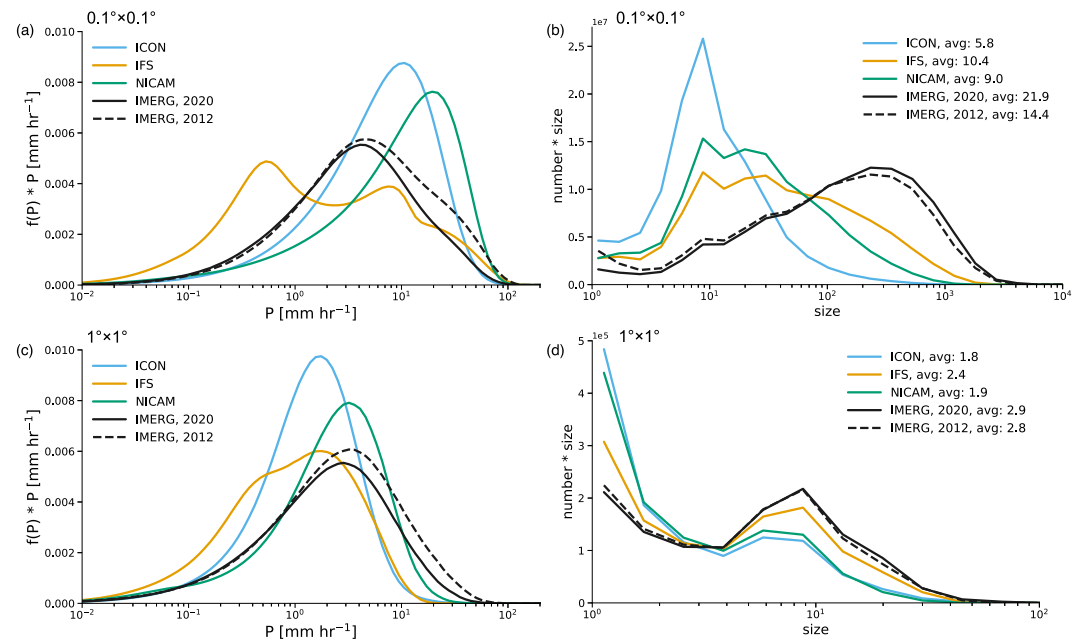 (a) 0.1°×0.1°
0.010
0.008
0.006
0.004
0.002
0.000
f(P) * P [mm hr⁻¹]
ICON
IFS
NICAM
IMERG, 2020
IMERG, 2012
10⁻² 10⁻¹ 10⁰ 10¹ 10²
P [mm hr⁻¹]
(b) 1e7 0.1°×0.1°
2.5
2.0
1.5
1.0
0.5
0.0
number * size
ICON, avg: 5.8
IFS, avg: 10.4
NICAM, avg: 9.0
IMERG, 2020, avg: 21.9
IMERG, 2012, avg: 14.4
10⁰ 10¹ 10² 10³ 10⁴
size
(c) 1°×1°
0.010
0.008
0.006
0.004
0.002
0.000
f(P) * P [mm hr⁻¹]
ICON
IFS
NICAM
IMERG, 2020
IMERG, 2012
10⁻² 10⁻¹ 10⁰ 10¹ 10²
P [mm hr⁻¹]
(d) 1e5 1°×1°
5
4
3
2
1
0
number * size
ICON, avg: 1.8
IFS, avg: 2.4
NICAM, avg: 1.9
IMERG, 2020, avg: 2.9
IMERG, 2012, avg: 2.8
10⁰ 10¹ 10²
size